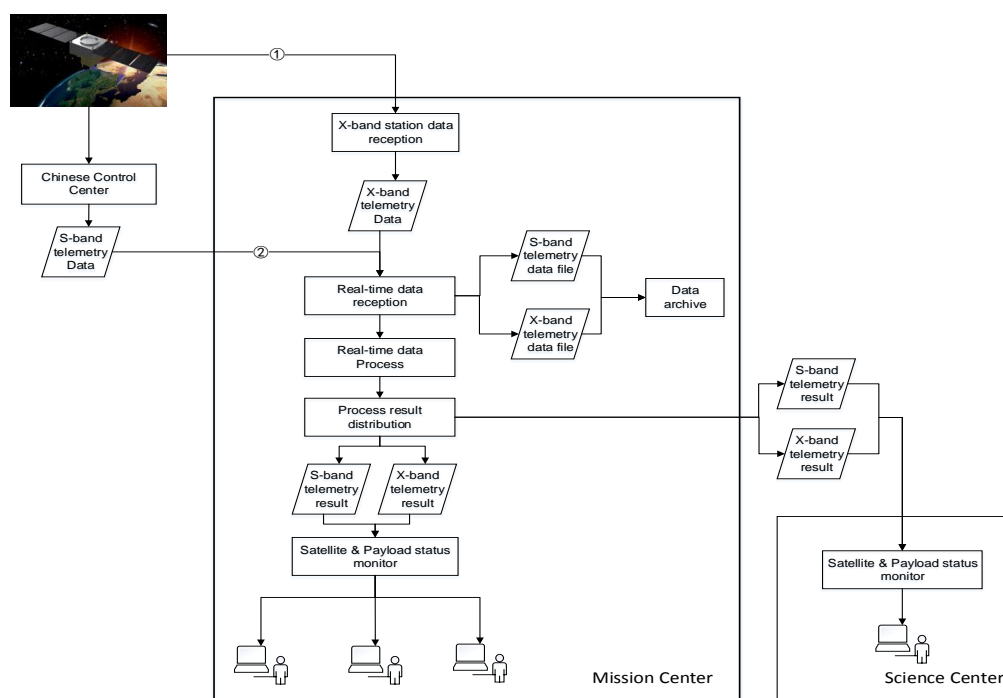 ①
X-band station data
reception
Chinese Control
Center
X-band
telemetry
Data
S-band
telemetry
Data
②
S-band
telemetry
data file
Real-time data
reception
Data
archive
X-band
telemetry
data file
Real-time data
Process
S-band
telemetry
result
Process result
distribution
X-band
telemetry
result
S-band
telemetry
result
X-band
telemetry
result
Satellite & Payload status
monitor
Satellite & Payload status
monitor
Mission Center
Science Center